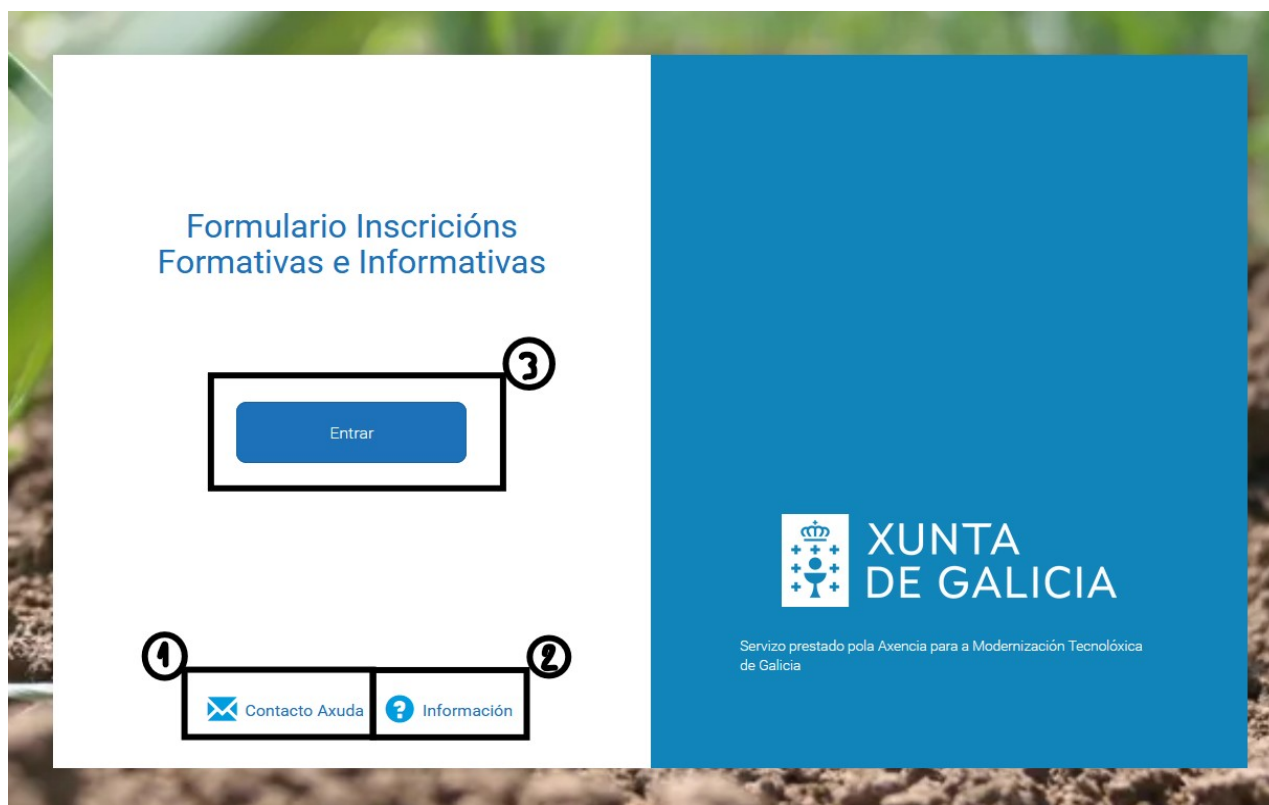 Formulario Inscricións
Formativas e Informativas
3
Entrar
1
2
Contacto Axuda
Información
XUNTA
DE GALICIA
Servizo prestado pola Axencia para a Modernización Tecnolóxica
de Galicia